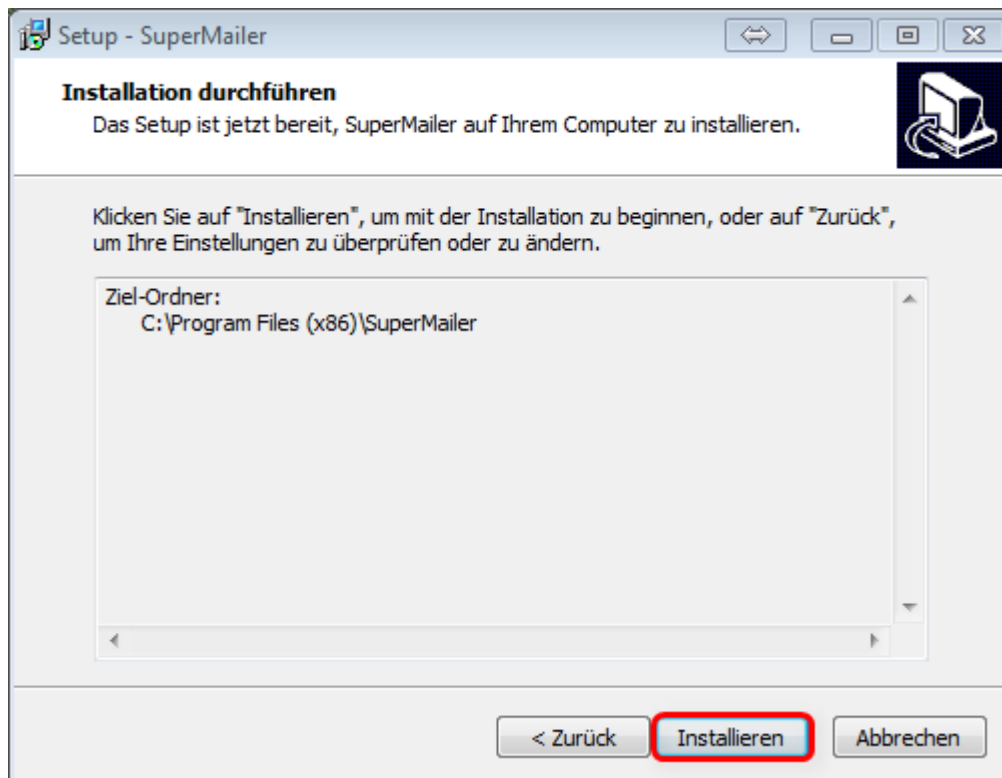 Setup - SuperMailer
Installation durchführen
Das Setup ist jetzt bereit, SuperMailer auf Ihrem Computer zu installieren.
Klicken Sie auf "Installieren", um mit der Installation zu beginnen, oder auf "Zurück",
um Ihre Einstellungen zu überprüfen oder zu ändern.
Ziel-Ordner:
C:\Program Files (x86)\SuperMailer
< Zurück
Installieren
Abbrechen